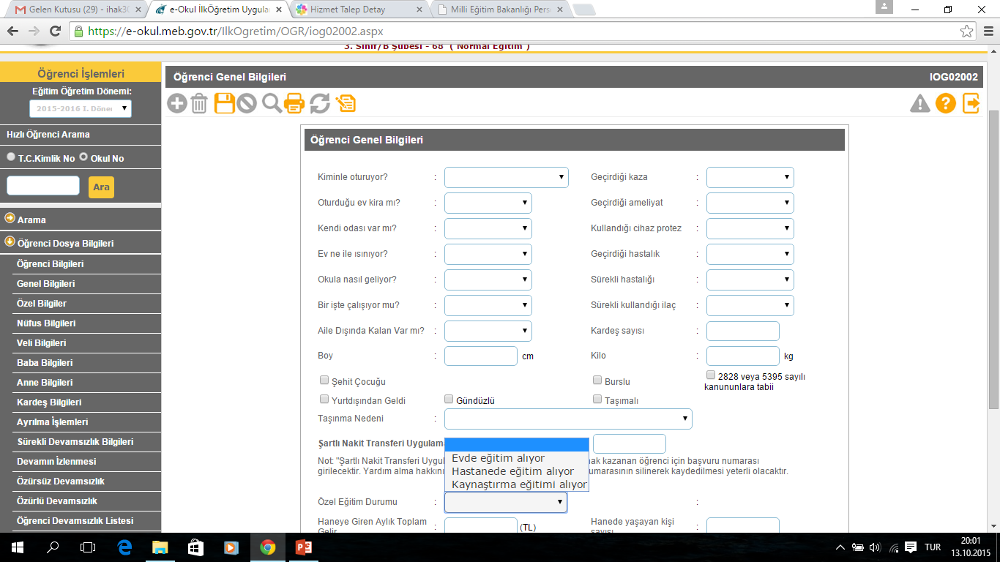 Gelen Kutusu (29) - ihak30
e-Okul İlkÖğretim Uygula
Hizmet Talep Detay
Milli Eğitim Bakanlığı Pers
https://e-okul.meb.gov.tr/IlkOgretim/OGR/iog02002.aspx
3. Sınıf/B Şubesi - 68 ( Normal Eğitim )
Öğrenci İşlemleri
Eğitim Öğretim Dönemi:
2015-2016 I. Döner
Hızlı Öğrenci Arama
T.C.Kimlik No Okul No
Ara
Arama
Öğrenci Dosya Bilgileri
Öğrenci Bilgileri
Genel Bilgileri
Özel Bilgiler
Nüfus Bilgileri
Veli Bilgileri
Baba Bilgileri
Anne Bilgileri
Kardeş Bilgileri
Ayrılma İşlemleri
Sürekli Devamsızlık Bilgileri
Devamın İzlenmesi
Özürsüz Devamsızlık
Özürlü Devamsızlık
Öğrenci Devamsızlık Listesi
Öğrenci Genel Bilgileri IOG02002
Öğrenci Genel Bilgileri
Kiminle oturuyor? : Geçirdiği kaza :
Oturduğu ev kira mı? : Geçirdiği ameliyat :
Kendi odası var mı? : Kullandığı cihaz protez :
Ev ne ile ısınıyor? : Geçirdiği hastalık :
Okula nasıl geliyor? : Sürekli hastalığı :
Bir işte çalışıyor mu? : Sürekli kullandığı ilaç :
Aile Dışında Kalan Var mı? : Kardeş sayısı :
Boy : cm Kilo : kg
Şehit Çocuğu Burslu 2828 veya 5395 sayılı
kanununlara tabii
Yurtdışından Geldi Gündüzlü Taşımalı
Taşınma Nedeni :
Şartlı Nakit Transferi Uygulama
Not: "Şartlı Nakit Transferi Uygul ak kazanan öğrenci için başvuru numarası
girilecektir. Yardım alma hakkını umarasının silinerek kaydedilmesi yeterli olacaktır.
Evde eğitim alıyor
Hastanede eğitim alıyor
Kaynaştırma eğitimi alıyor
Özel Eğitim Durumu : :
Haneye Giren Aylık Toplam
Gelir : (TL) Hanede yaşayan kişi
sayısı :
TUR
20:01
13.10.2015